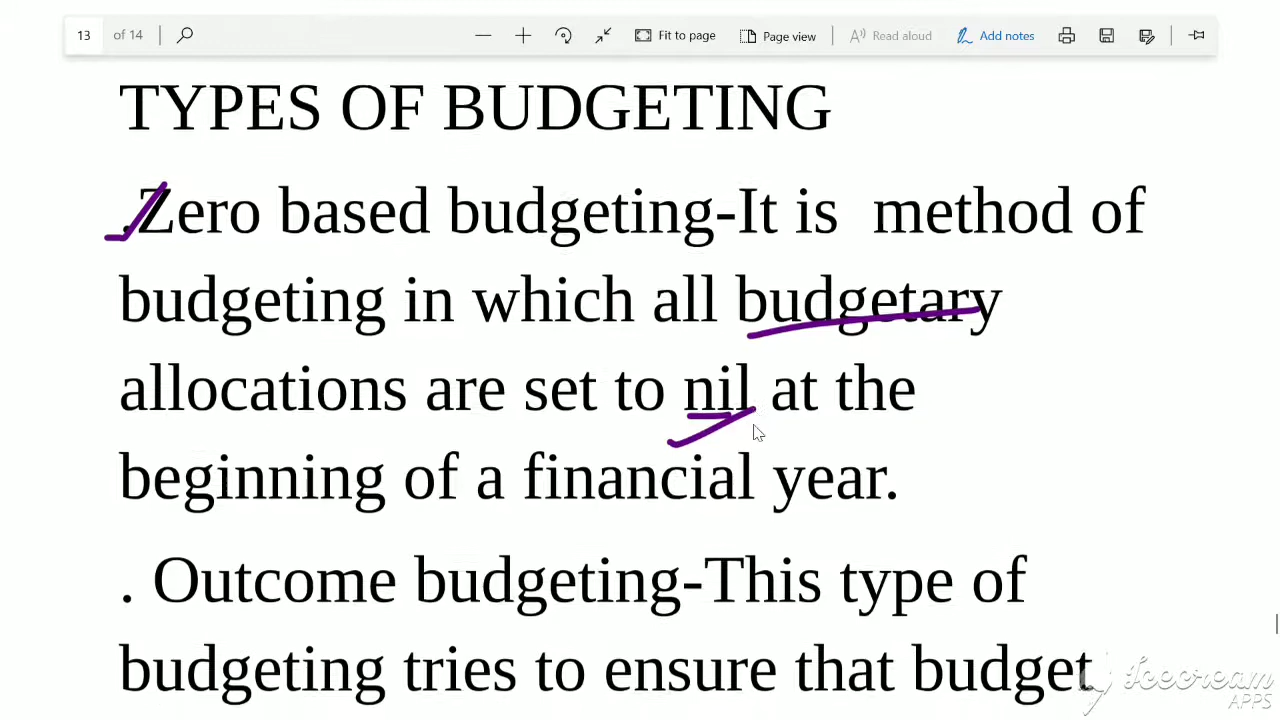 13 of 14 Fit to page Page view Read aloud Add notes
TYPES OF BUDGETING
.Zero based budgeting-It is method of
budgeting in which all budgetary
allocations are set to nil at the
beginning of a financial year.
. Outcome budgeting-This type of
budgeting tries to ensure that budget
Icecream
APPS